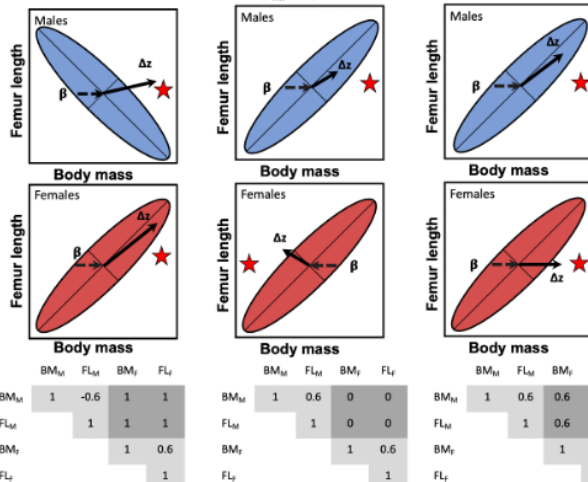 Males
Δz
β
Femur length
Body mass
Males
Δz
β
Femur length
Body mass
Males
Δz
β
Femur length
Body mass
Females
Δz
β
Femur length
Body mass
Females
Δz
β
Femur length
Body mass
Females
β
Δz
Femur length
Body mass
BM_M FL_M BM_F FL_F
BM_M 1 -0.6 1 1
FL_M 1 1 1
BM_F 1 0.6
FL_F 1
BM_M FL_M BM_F FL_F
BM_M 1 0.6 0 0
FL_M 1 0 0
BM_F 1 0.6
FL_F 1
BM_M FL_M BM_F
BM_M 1 0.6 0.6
FL_M 1 0.6
BM_F 1
FL_F